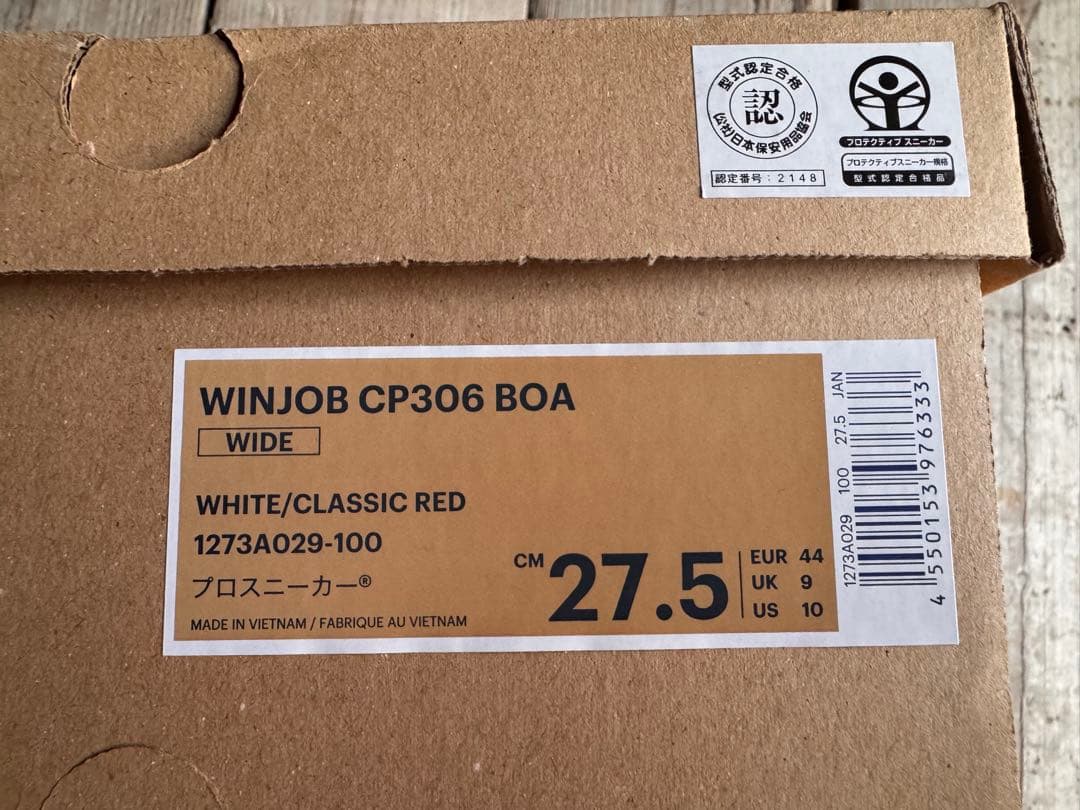 型式認定合格
認
(公社)日本保安用品協会
認定番号：2148
プロテクティブ スニーカー
プロテクティブスニーカー規格
型式認定合格品
WINJOB CP306 BOA
WIDE
WHITE/CLASSIC RED
1273A029-100
プロスニーカー®
MADE IN VIETNAM / FABRIQUE AU VIETNAM
CM 27.5
EUR 44
UK 9
US 10
1273A029 100 27.5 JAN
4 550153 976333